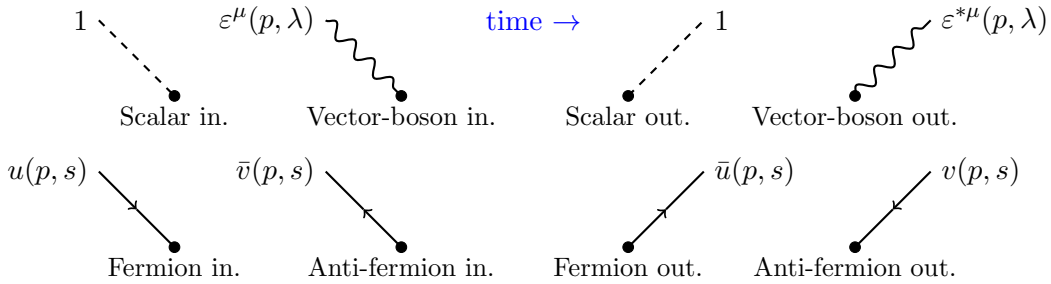 1 ε^μ(p, λ) time → 1 ε^{*μ}(p, λ)
Scalar in. Vector-boson in. Scalar out. Vector-boson out.
u(p, s) v̄(p, s) ū(p, s) v(p, s)
Fermion in. Anti-fermion in. Fermion out. Anti-fermion out.